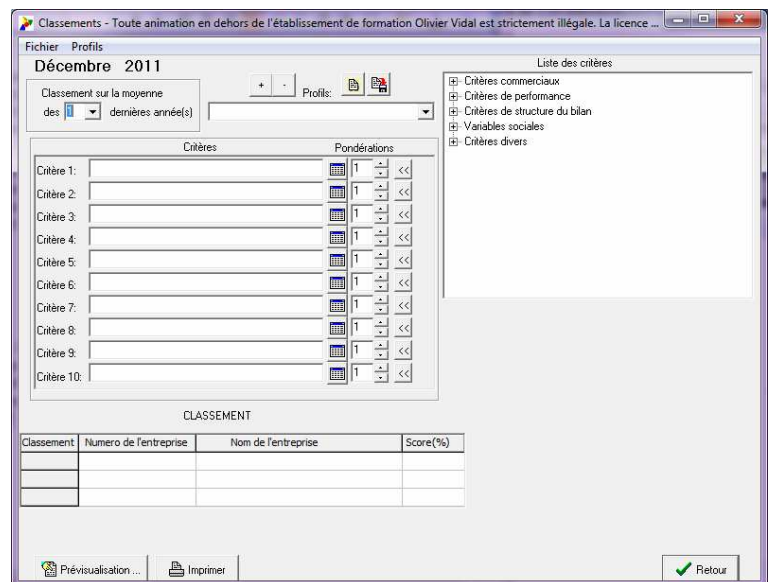 Classements - Toute animation en dehors de l'établissement de formation Olivier Vidal est strictement illégale. La licence ...
Fichier Profils
Décembre 2011
Classement sur la moyenne
des 1 dernières année(s)
+ - Profils:
Liste des critères
Critères commerciaux
Critères de performance
Critères de structure du bilan
Variables sociales
Critères divers
Critères Pondérations
Critère 1: 1 <<
Critère 2: 1 <<
Critère 3: 1 <<
Critère 4: 1 <<
Critère 5: 1 <<
Critère 6: 1 <<
Critère 7: 1 <<
Critère 8: 1 <<
Critère 9: 1 <<
Critère 10: 1 <<
CLASSEMENT
Classement Numero de l'entreprise Nom de l'entreprise Score(%)
Prévisualisation ... Imprimer Retour